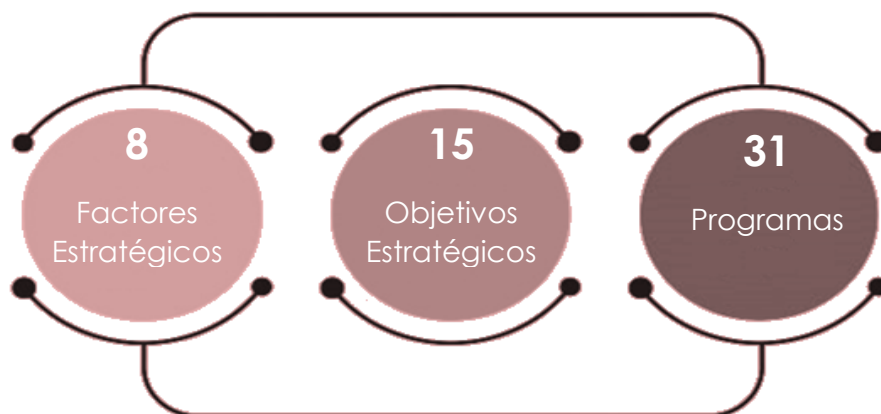 8
Factores
Estratégicos
15
Objetivos
Estratégicos
31
Programas